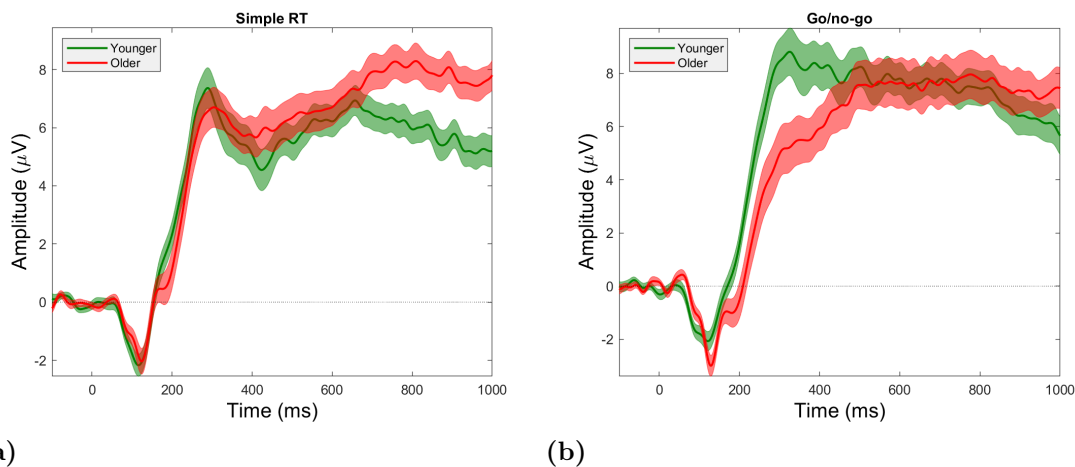 Simple RT
Younger
Older
Amplitude (μV)
8
6
4
2
0
-2
0
200
400
600
800
1000
Time (ms)
a)
Go/no-go
Younger
Older
Amplitude (μV)
8
6
4
2
0
-2
0
200
400
600
800
1000
Time (ms)
(b)